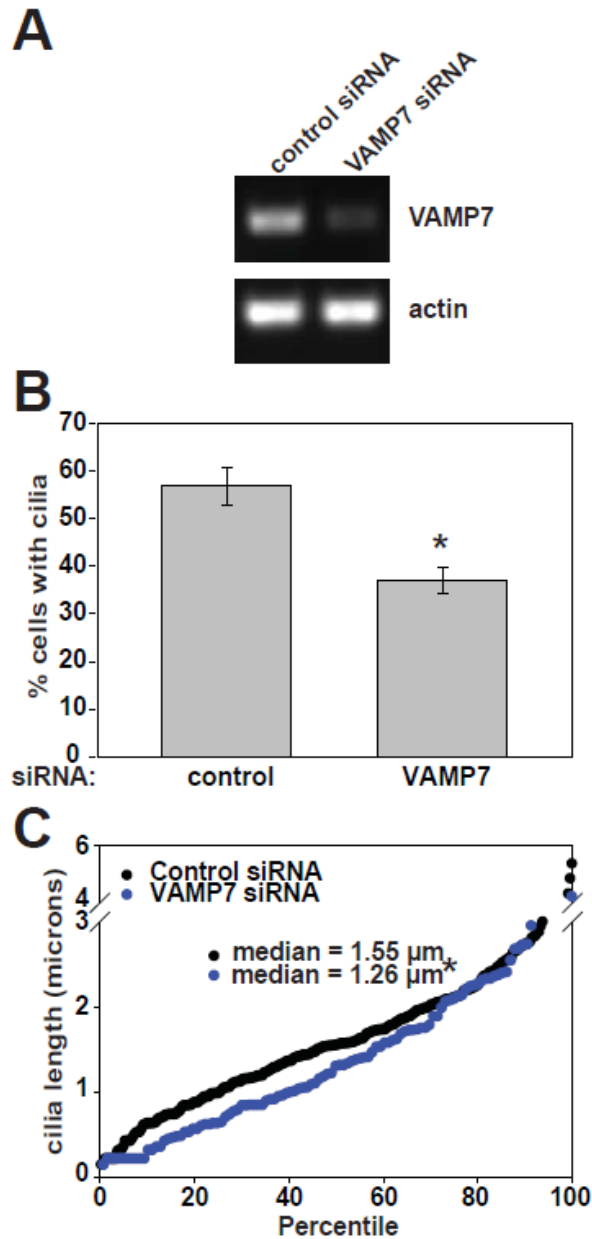 A
control siRNA
VAMP7 siRNA
VAMP7
actin
B
% cells with cilia
70
60
50
40
30
20
10
0
*
siRNA: control VAMP7
C
cilia length (microns)
6
4
3
2
1
0
Control siRNA
VAMP7 siRNA
median = 1.55 µm
median = 1.26 µm*
0 20 40 60 80 100
Percentile